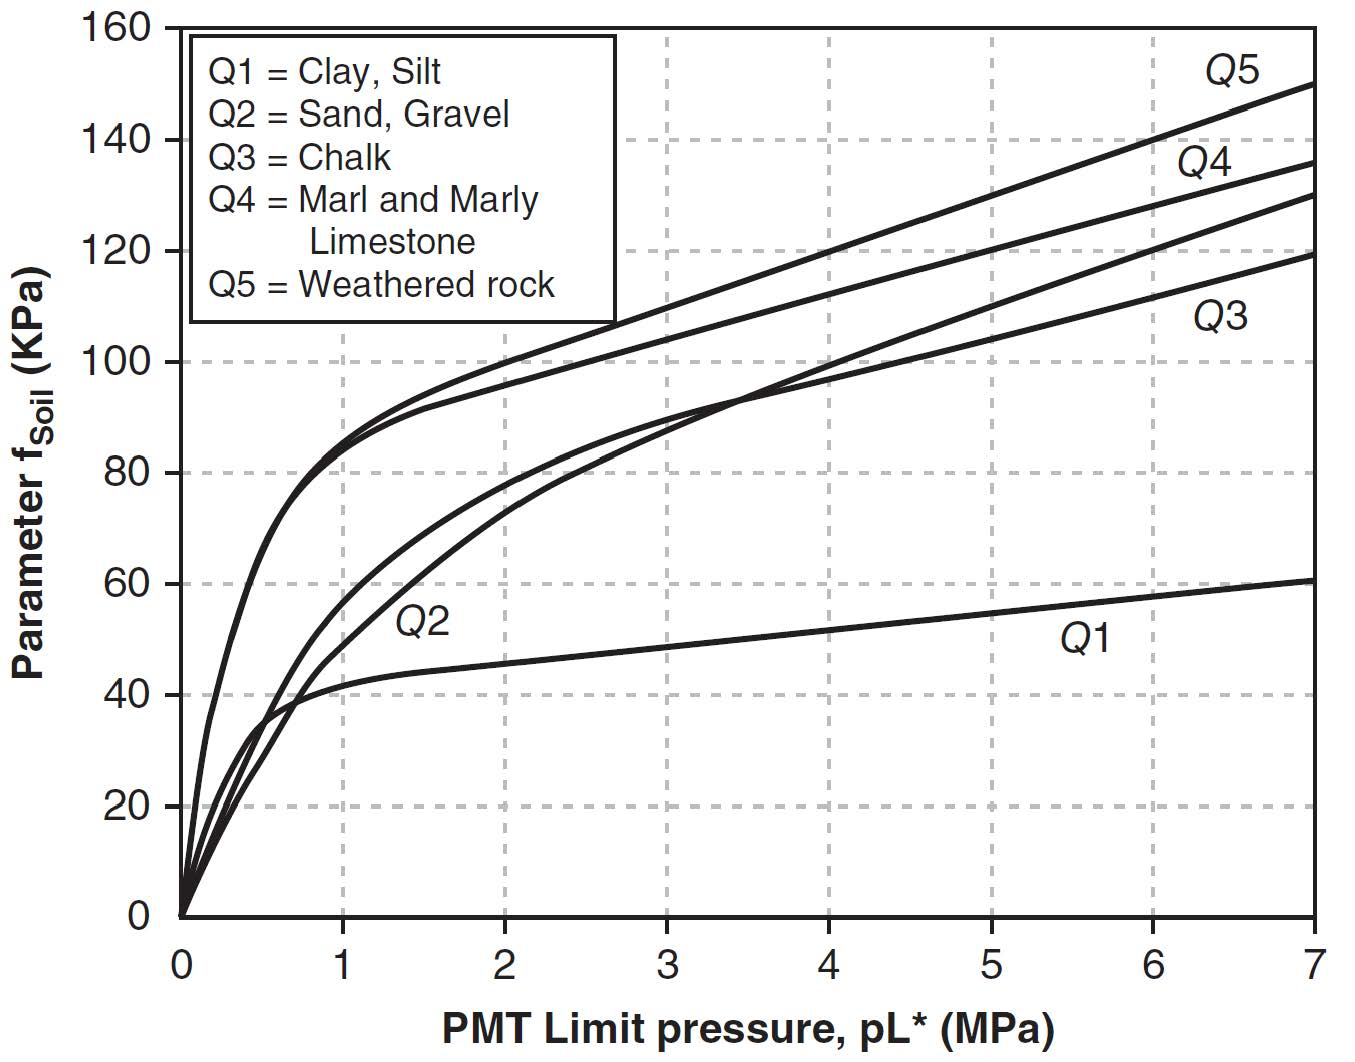 160
140
120
100
80
60
40
20
0
Parameter fSoil (KPa)
Q1 = Clay, Silt
Q2 = Sand, Gravel
Q3 = Chalk
Q4 = Marl and Marly
Limestone
Q5 = Weathered rock
Q5
Q4
Q3
Q2
Q1
0 1 2 3 4 5 6 7
PMT Limit pressure, pL* (MPa)